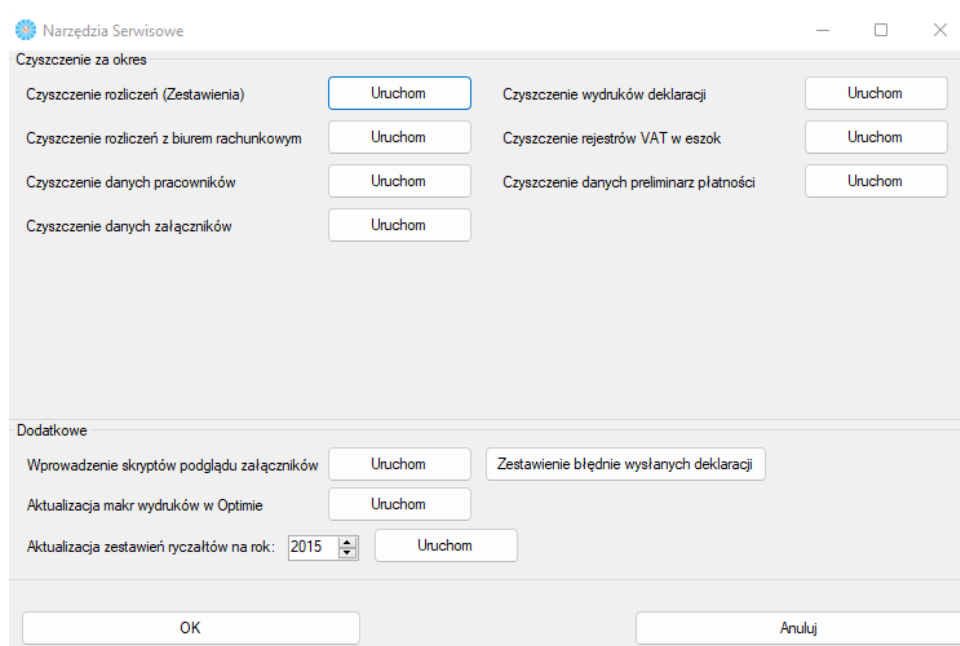 Narzędzia Serwisowe
Czyszczenie za okres
Czyszczenie rozliczeń (Zestawienia) Uruchom Czyszczenie wydruków deklaracji Uruchom
Czyszczenie rozliczeń z biurem rachunkowym Uruchom Czyszczenie rejestrów VAT w eszok Uruchom
Czyszczenie danych pracowników Uruchom Czyszczenie danych preliminarz płatności Uruchom
Czyszczenie danych załączników Uruchom
Dodatkowe
Wprowadzenie skryptów podglądu załączników Uruchom Zestawienie błędnie wysłanych deklaracji
Aktualizacja makr wydruków w Optimie Uruchom
Aktualizacja zestawień ryczałtów na rok: 2015 Uruchom
OK Anuluj